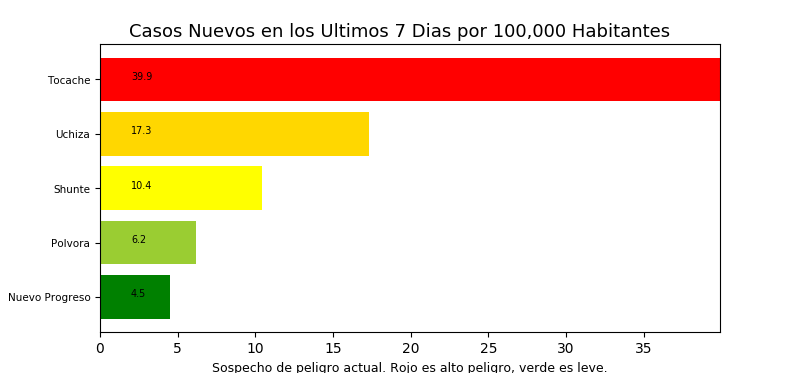 Casos Nuevos en los Ultimos 7 Dias por 100,000 Habitantes
Tocache 39.9
Uchiza 17.3
Shunte 10.4
Polvora 6.2
Nuevo Progreso 4.5
0 5 10 15 20 25 30 35
Sospecho de peligro actual. Rojo es alto peligro, verde es leve.